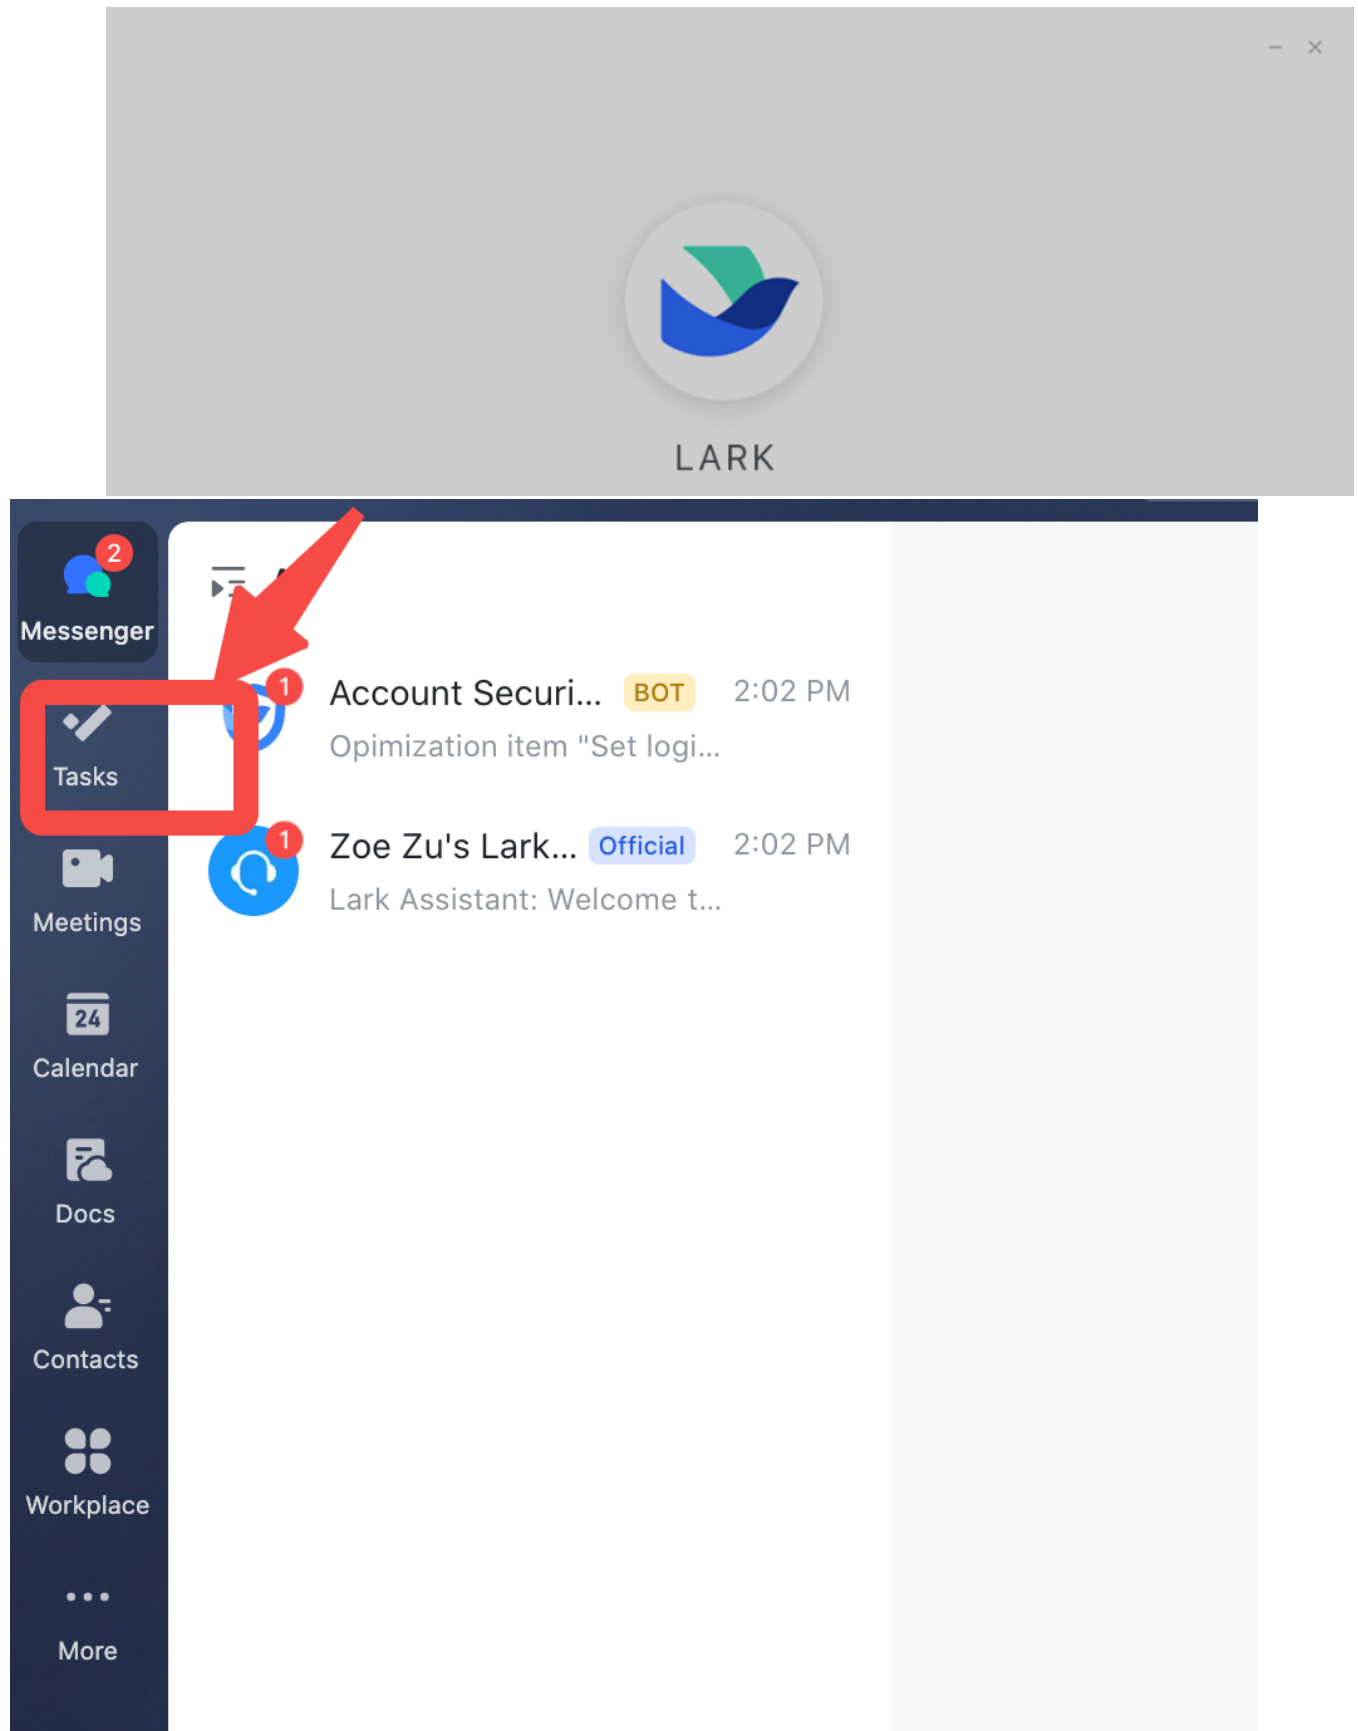 LARK
2
Messenger
1
Account Securi... BOT 2:02 PM
Opimization item "Set logi...
Tasks
1
Zoe Zu's Lark... Official 2:02 PM
Lark Assistant: Welcome t...
Meetings
24
Calendar
Docs
Contacts
Workplace
More